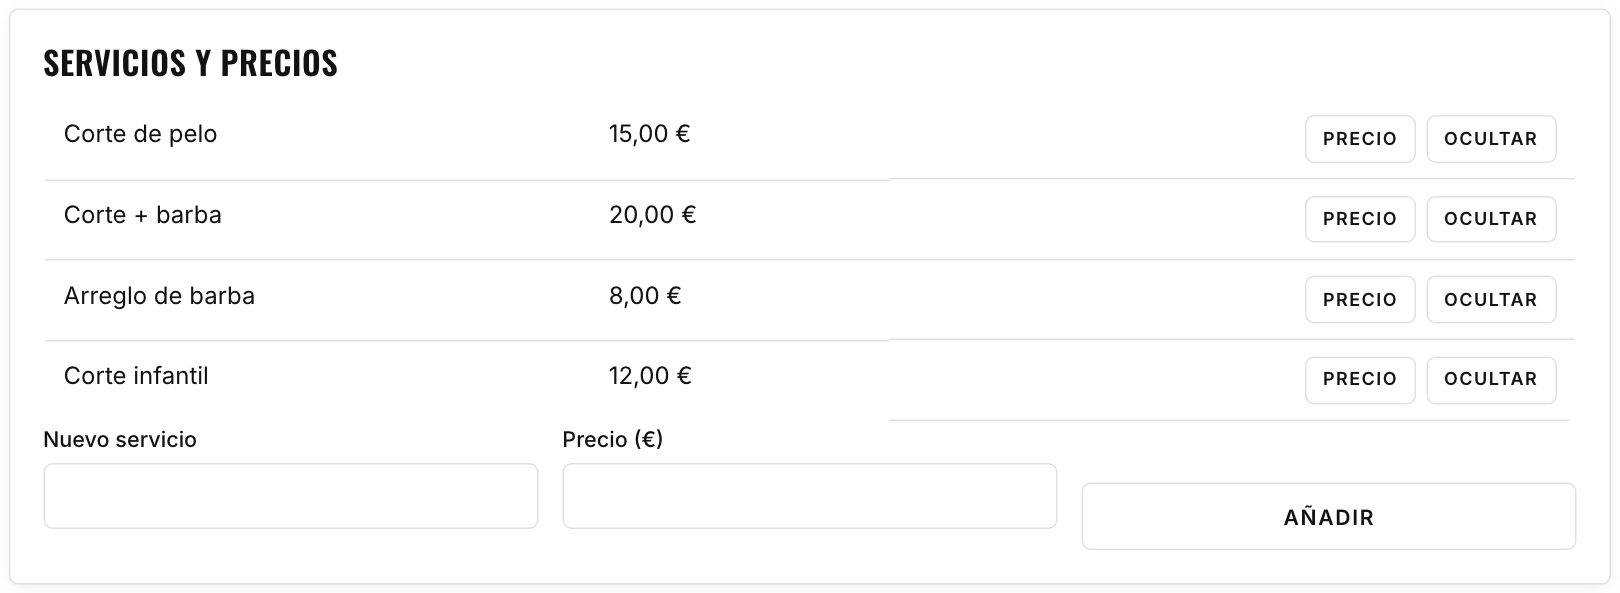 SERVICIOS Y PRECIOS
Corte de pelo 15,00 € PRECIO OCULTAR
Corte + barba 20,00 € PRECIO OCULTAR
Arreglo de barba 8,00 € PRECIO OCULTAR
Corte infantil 12,00 € PRECIO OCULTAR
Nuevo servicio Precio (€)
AÑADIR